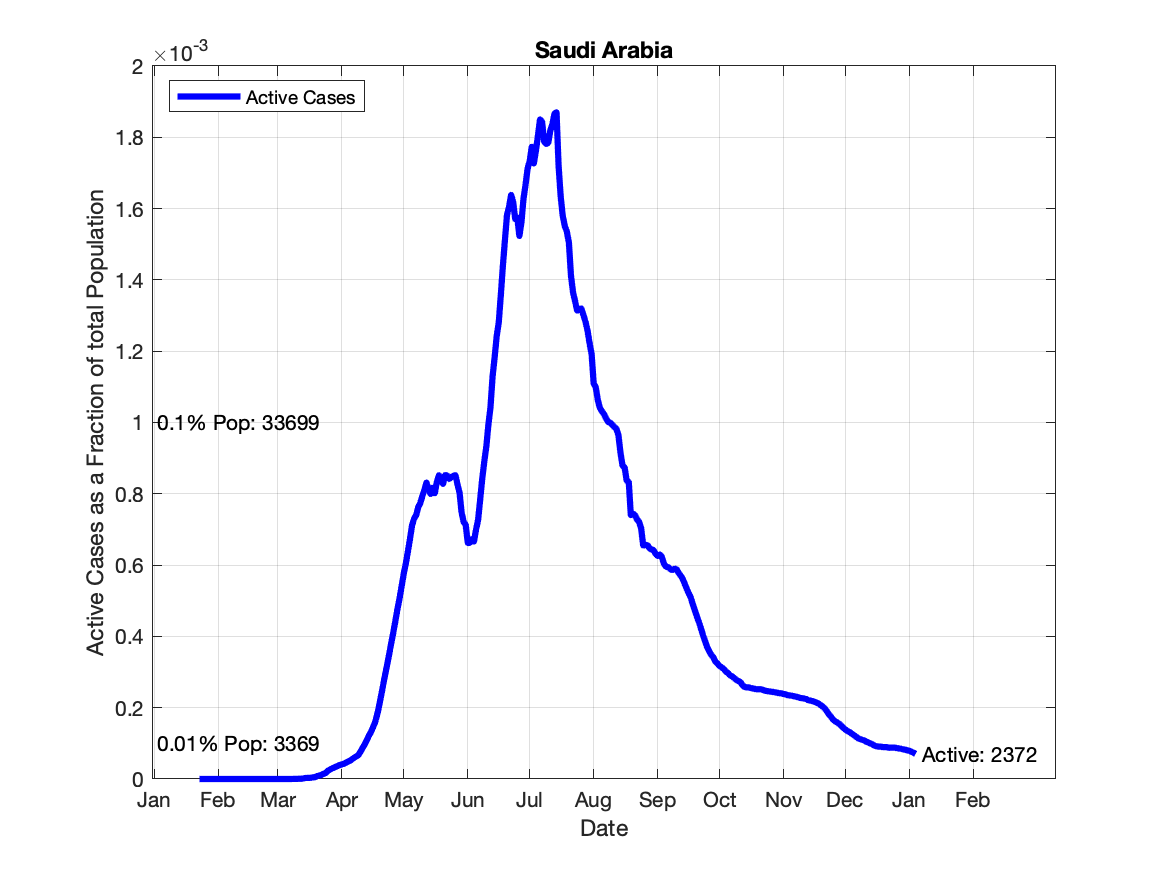 Saudi Arabia
×10-3
Active Cases
2
1.8
1.6
1.4
1.2
1
0.8
0.6
0.4
0.2
0
Active Cases as a Fraction of total Population
0.1% Pop: 33699
0.01% Pop: 3369
Active: 2372
Jan Feb Mar Apr May Jun Jul Aug Sep Oct Nov Dec Jan Feb
Date